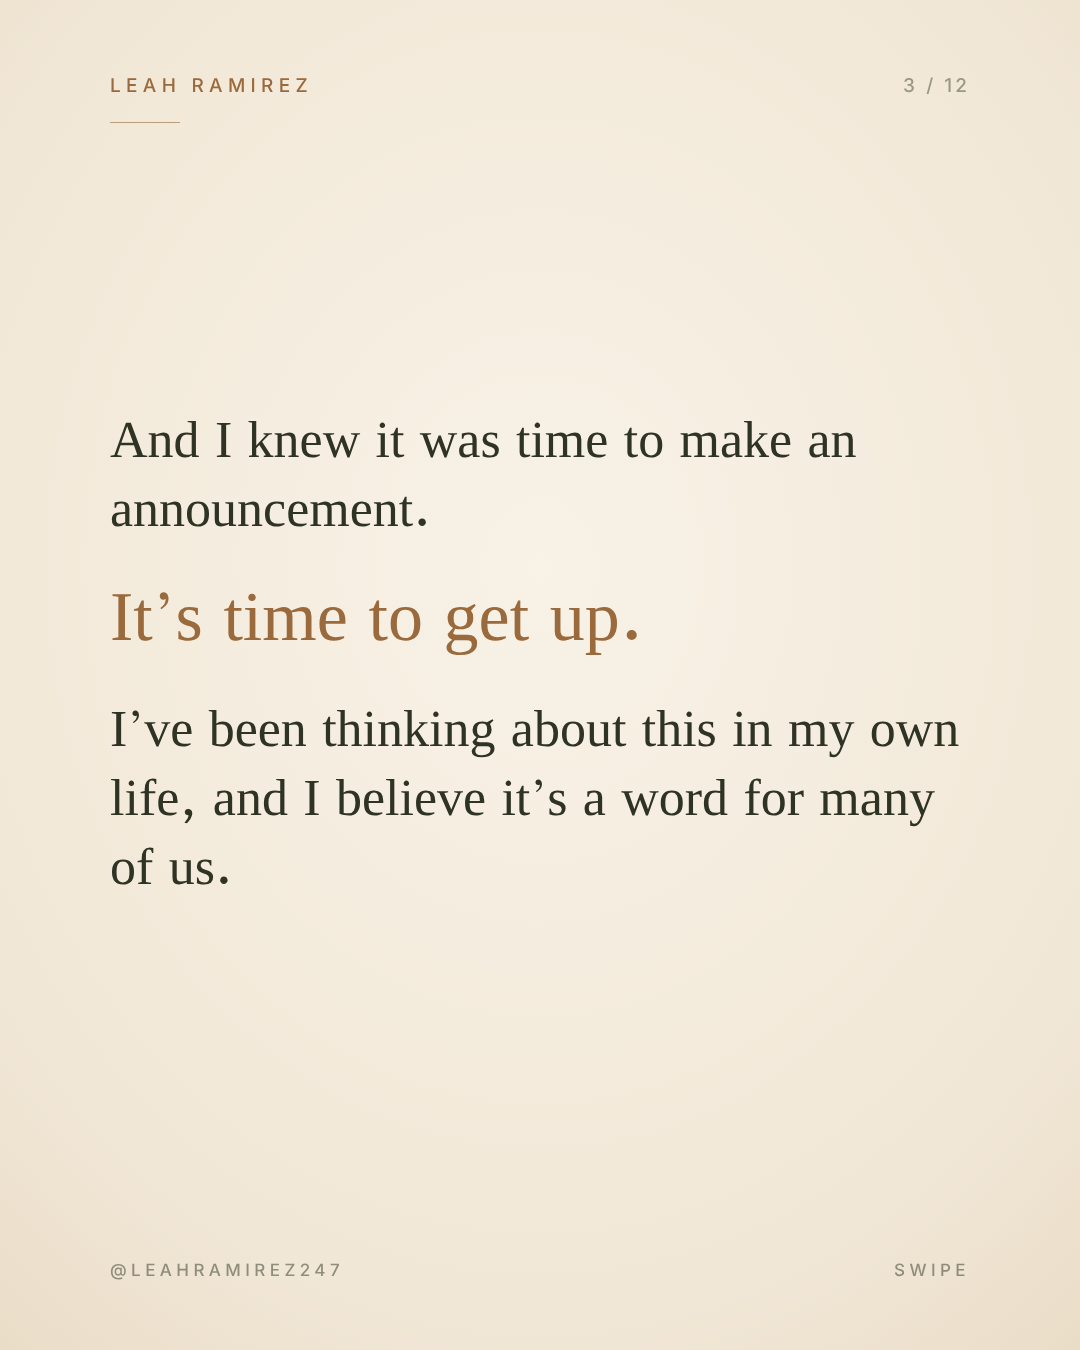 LEAH RAMIREZ
3 / 12
And I knew it was time to make an
announcement.
It’s time to get up.
I’ve been thinking about this in my own
life, and I believe it’s a word for many
of us.
@LEAHRAMIREZ247
SWIPE